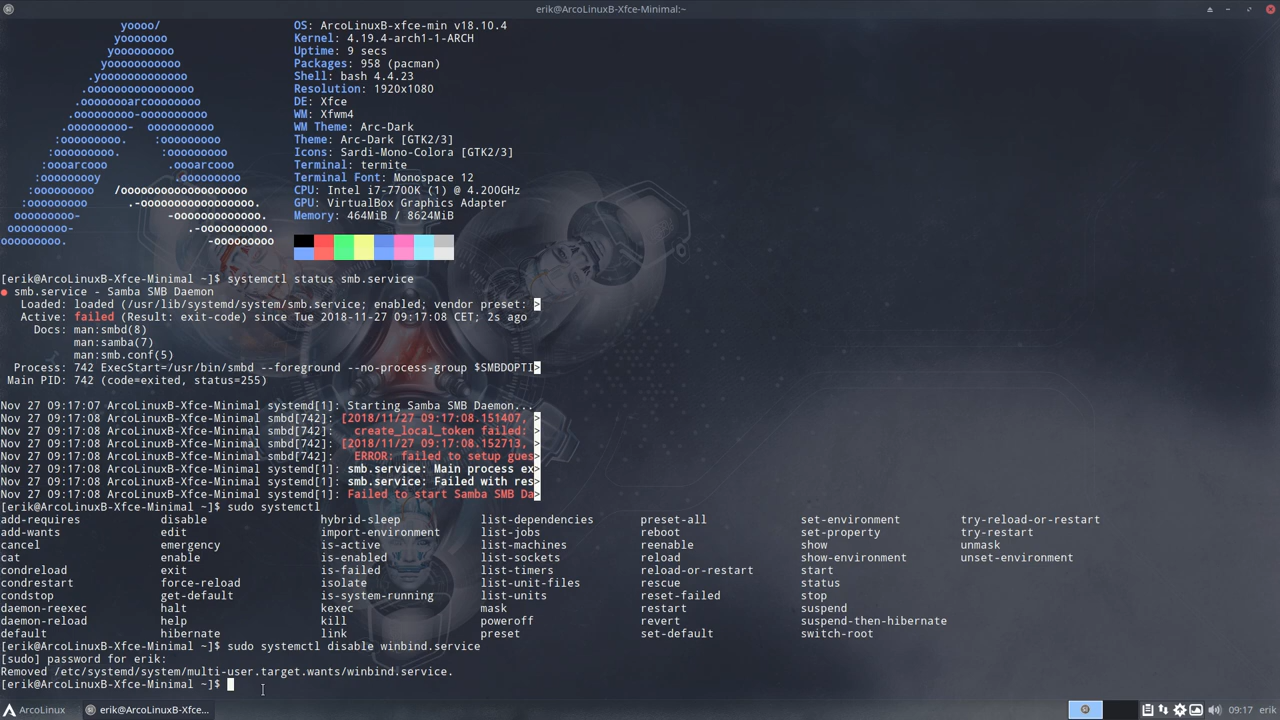 erik@ArcoLinuxB-Xfce-Minimal:~
yoooo/ OS: ArcoLinuxB-xfce-min v18.10.4
yooooooo Kernel: 4.19.4-arch1-1-ARCH
yooooooooo Uptime: 9 secs
yooooooooooo Packages: 958 (pacman)
.yooooooooooooo Shell: bash 4.4.23
.ooooooooooooooo Resolution: 1920x1080
.ooooooooarcooooooooo DE: Xfce
.ooooooooo-oooooooooo WM: Xfwm4
.ooooooooo-  oooooooooo WM Theme: Arc-Dark
:ooooooooo.   :ooooooooo Theme: Arc-Dark [GTK2/3]
:ooooooooo.     :ooooooooo Icons: Sardi-Mono-Colora [GTK2/3]
:oooarcooo       .oooarcooo Terminal: termite
:ooooooooy         .ooooooooo Terminal Font: Monospace 12
:ooooooooo   /ooooooooooooooooooo CPU: Intel i7-7700K (1) @ 4.200GHz
:ooooooooo      .-ooooooooooooooooo. GPU: VirtualBox Graphics Adapter
ooooooooo-             -ooooooooooooo. Memory: 464MiB / 8624MiB
ooooooooo-                 .-oooooooooo.
ooooooooo.                     -ooooooooo
[erik@ArcoLinuxB-Xfce-Minimal ~]$ systemctl status smb.service
● smb.service - Samba SMB Daemon
Loaded: loaded (/usr/lib/systemd/system/smb.service; enabled; vendor preset: >
Active: failed (Result: exit-code) since Tue 2018-11-27 09:17:08 CET; 2s ago
Docs: man:smbd(8)
man:samba(7)
man:smb.conf(5)
Process: 742 ExecStart=/usr/bin/smbd --foreground --no-process-group $SMBDOPTI>
Main PID: 742 (code=exited, status=255)
Nov 27 09:17:07 ArcoLinuxB-Xfce-Minimal systemd[1]: Starting Samba SMB Daemon...
Nov 27 09:17:08 ArcoLinuxB-Xfce-Minimal smbd[742]: [2018/11/27 09:17:08.151407, >
Nov 27 09:17:08 ArcoLinuxB-Xfce-Minimal smbd[742]:   create_local_token failed: >
Nov 27 09:17:08 ArcoLinuxB-Xfce-Minimal smbd[742]: [2018/11/27 09:17:08.152713, >
Nov 27 09:17:08 ArcoLinuxB-Xfce-Minimal smbd[742]:   ERROR: failed to setup gues>
Nov 27 09:17:08 ArcoLinuxB-Xfce-Minimal systemd[1]: smb.service: Main process ex>
Nov 27 09:17:08 ArcoLinuxB-Xfce-Minimal systemd[1]: smb.service: Failed with res>
Nov 27 09:17:08 ArcoLinuxB-Xfce-Minimal systemd[1]: Failed to start Samba SMB Da>
[erik@ArcoLinuxB-Xfce-Minimal ~]$ sudo systemctl
add-requires disable hybrid-sleep list-dependencies preset-all set-environment try-reload-or-restart
add-wants edit import-environment list-jobs reboot set-property try-restart
cancel emergency is-active list-machines reenable show unmask
cat enable is-enabled list-sockets reload show-environment unset-environment
condreload exit is-failed list-timers reload-or-restart start
condrestart force-reload isolate list-unit-files rescue status
condstop get-default is-system-running list-units reset-failed stop
daemon-reexec halt kexec mask restart suspend
daemon-reload help kill poweroff revert suspend-then-hibernate
default hibernate link preset set-default switch-root
[erik@ArcoLinuxB-Xfce-Minimal ~]$ sudo systemctl disable winbind.service
[sudo] password for erik:
Removed /etc/systemd/system/multi-user.target.wants/winbind.service.
[erik@ArcoLinuxB-Xfce-Minimal ~]$
ArcoLinux erik@ArcoLinuxB-Xfce... 09:17 erik